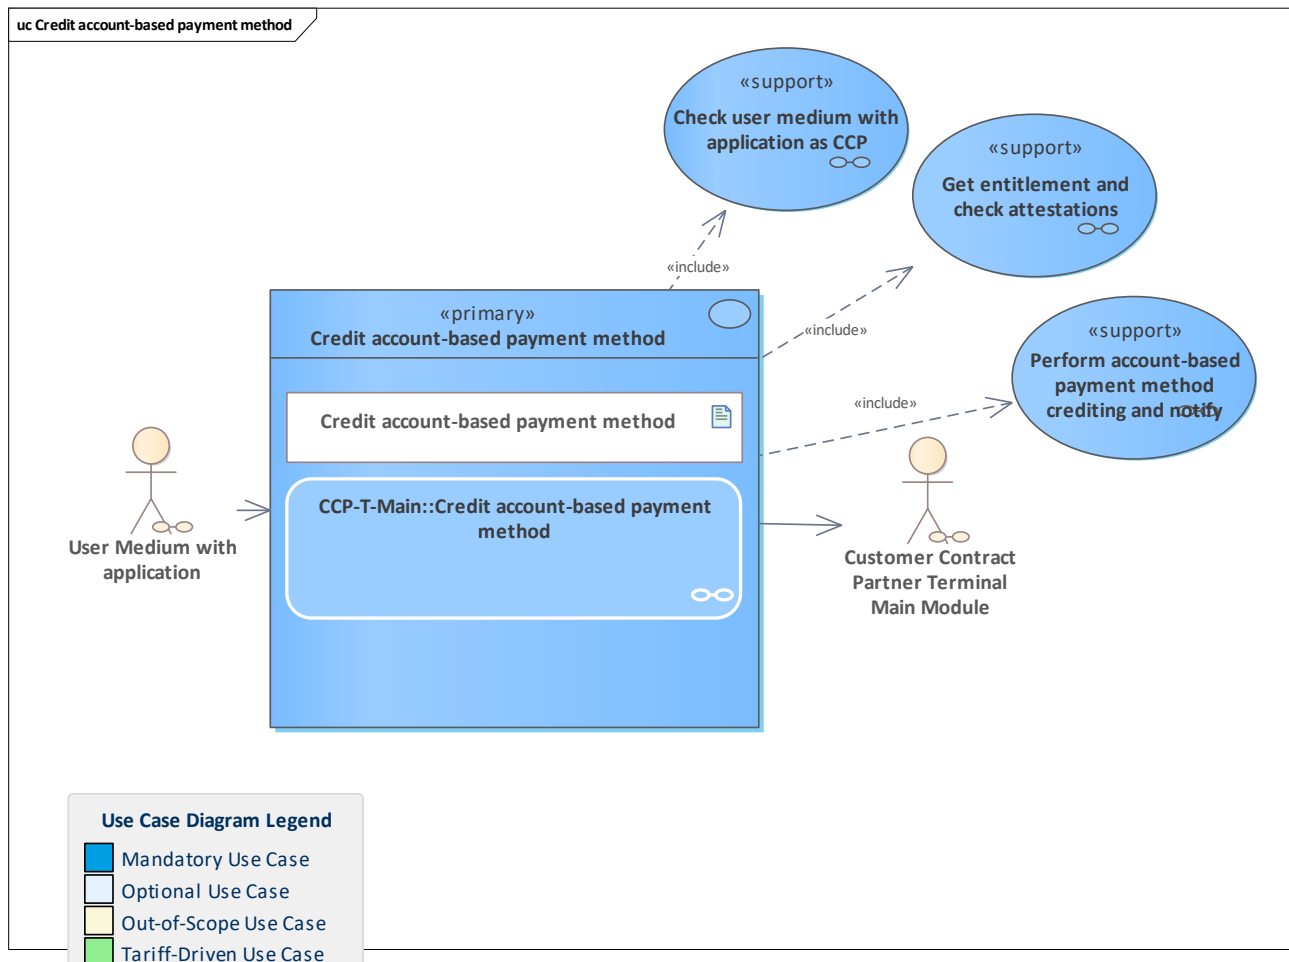 uc Credit account-based payment method
«support»
Check user medium with
application as CCP
«support»
Get entitlement and
check attestations
«include»
«include»
«primary»
Credit account-based payment method
«support»
Perform account-based
payment method
crediting and notify
«include»
Credit account-based payment method
CCP-T-Main::Credit account-based payment
method
User Medium with
application
Customer Contract
Partner Terminal
Main Module
Use Case Diagram Legend
Mandatory Use Case
Optional Use Case
Out-of-Scope Use Case
Tariff-Driven Use Case